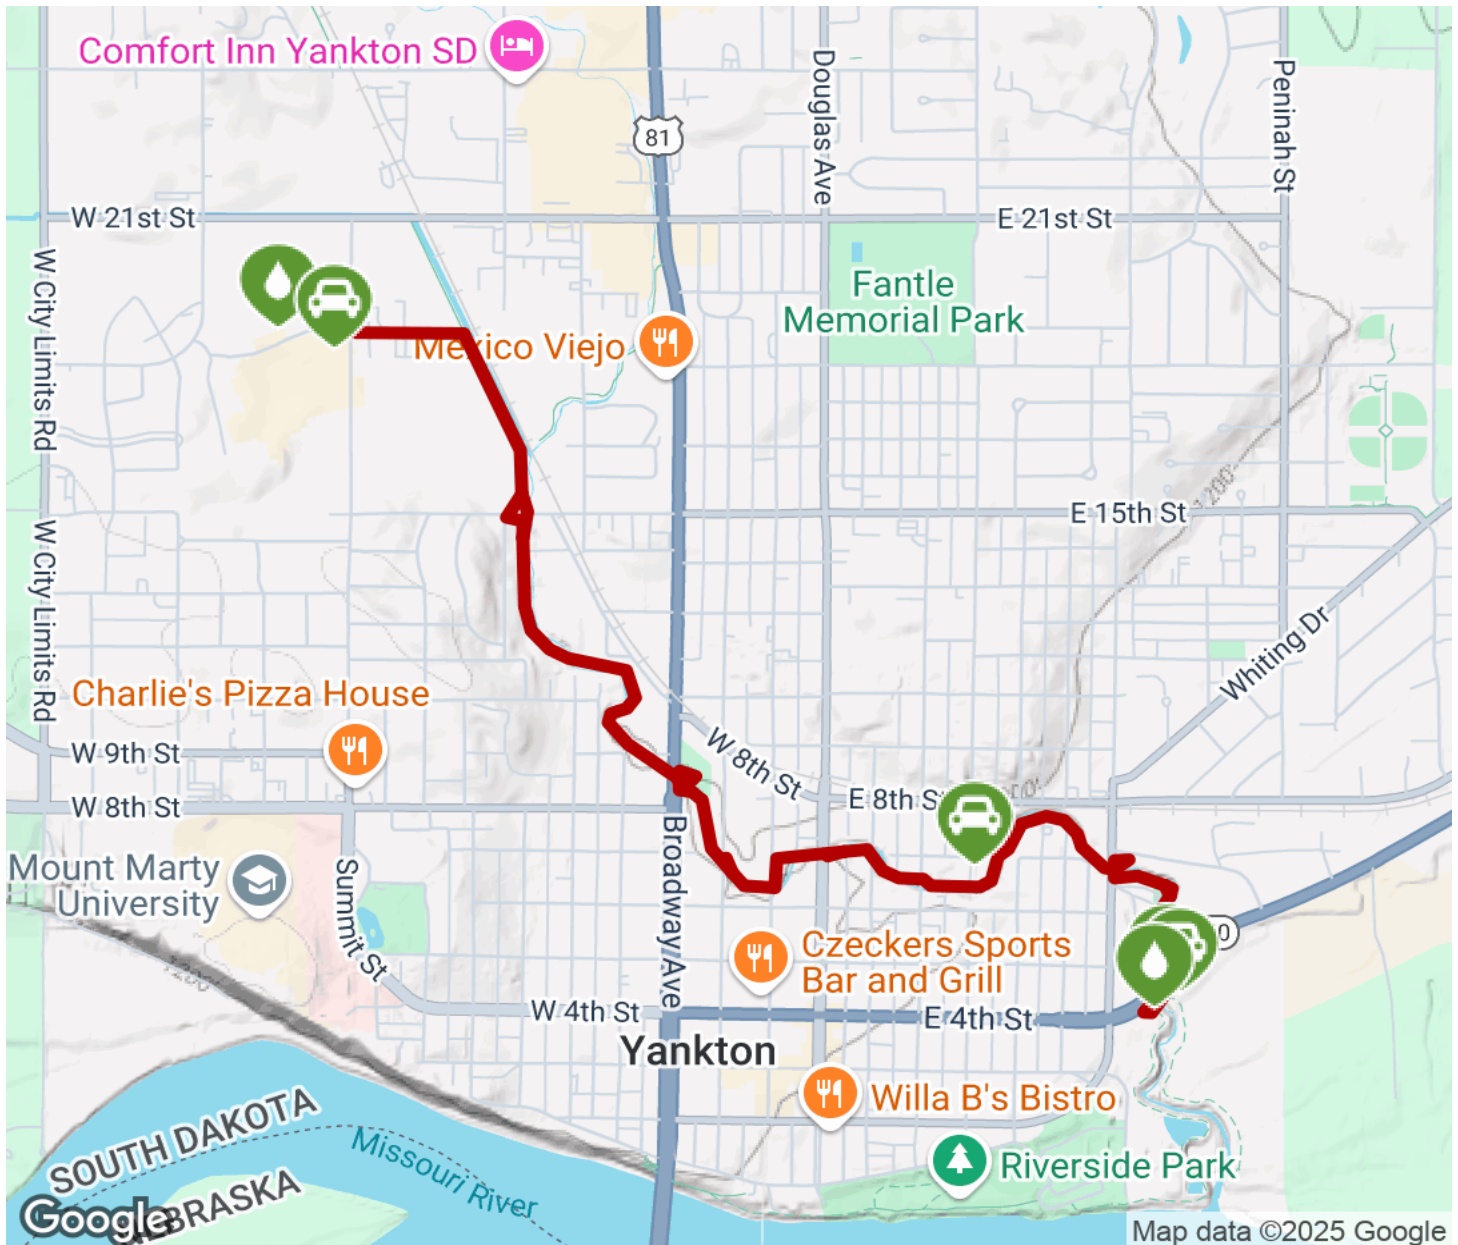 Comfort Inn Yankton SD
81
Douglas Ave
Peninah St
W 21st St
E 21st St
W City Limits Rd
Fantle
Memorial Park
Mexico Viejo
1200'
E 15th St
W City Limits Rd
Whiting Dr
Charlie's Pizza House
W 9th St
W 8th St
W 8th St
E 8th St
Mount Marty
University
Summit St
Broadway Ave
Czeckers Sports
Bar and Grill
1200'
W 4th St
E 4th St
Yankton
Willa B's Bistro
SOUTH DAKOTA
NEBRASKA
Missouri River
Riverside Park
Google
Map data ©2025 Google